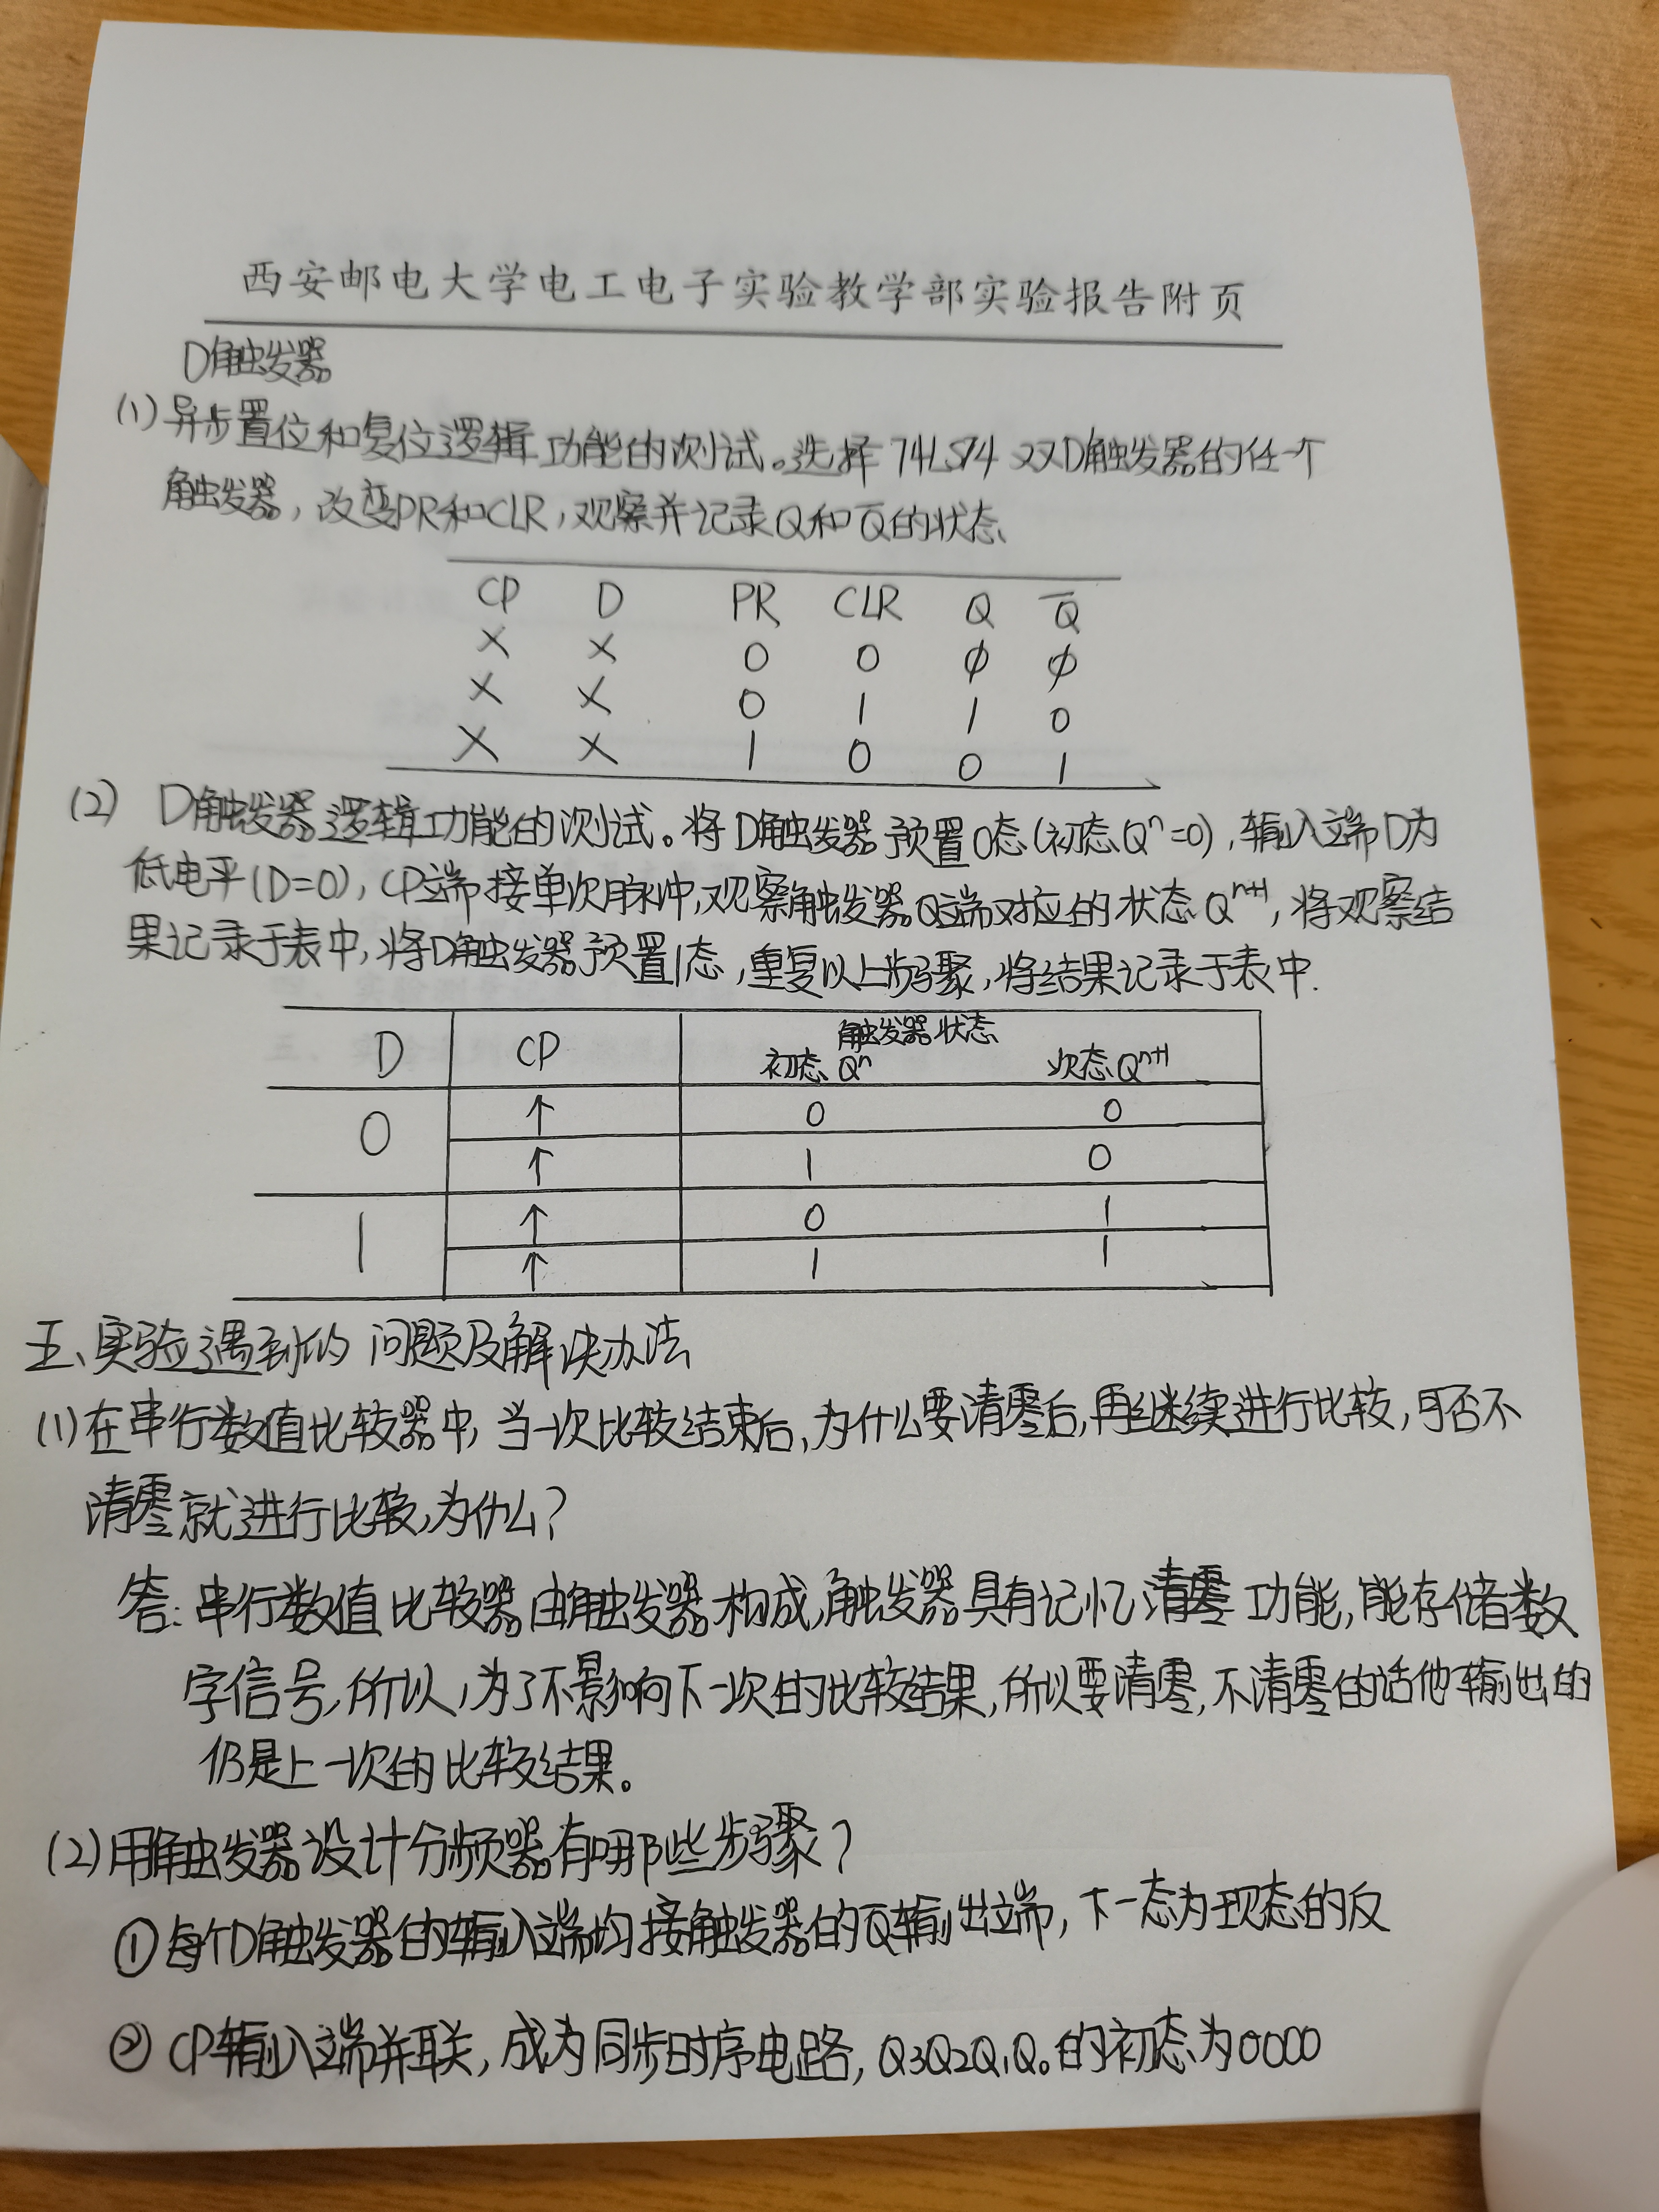 西安邮电大学电工电子实验教学部实验报告附页
D触发器
(1) 异步置位和复位逻辑功能的测试。选择74LS74双D触发器的任一个
触发器，改变PR和CLR，观察并记录Q和Q̅的状态
CP D PR CLR Q Q̅
× × 0 0 φ φ
× × 0 1 1 0
× × 1 0 0 1
(2) D触发器逻辑功能的测试。将D触发器预置0态(初态Qⁿ=0)，输入端D为
低电平(D=0)，CP端接单次脉冲，观察触发器Q端对应的状态Qⁿ⁺¹，将观察结
果记录于表中，将D触发器预置1态，重复以上步骤，将结果记录于表中.
触发器状态
D CP 初态Qⁿ 次态Qⁿ⁺¹
0 ↑ 0 0
↑ 1 0
1 ↑ 0 1
↑ 1 1
五、实验遇到的问题及解决办法
(1) 在串行数值比较器中，当一次比较结束后，为什么要清零后，再继续进行比较，可否不
清零就进行比较，为什么？
答：串行数值比较器由触发器构成，触发器具有记忆清零功能，能存储数
字信号，所以，为了不影响下一次的比较结果，所以要清零，不清零的话他输出的
仍是上一次的比较结果。
(2) 用触发器设计分频器有哪些步骤？
① 每个D触发器的输入端均接触发器的Q̅输出端，下一态为现态的反
② CP输入端并联，成为同步时序电路，Q3Q2Q1Q0的初态为0000